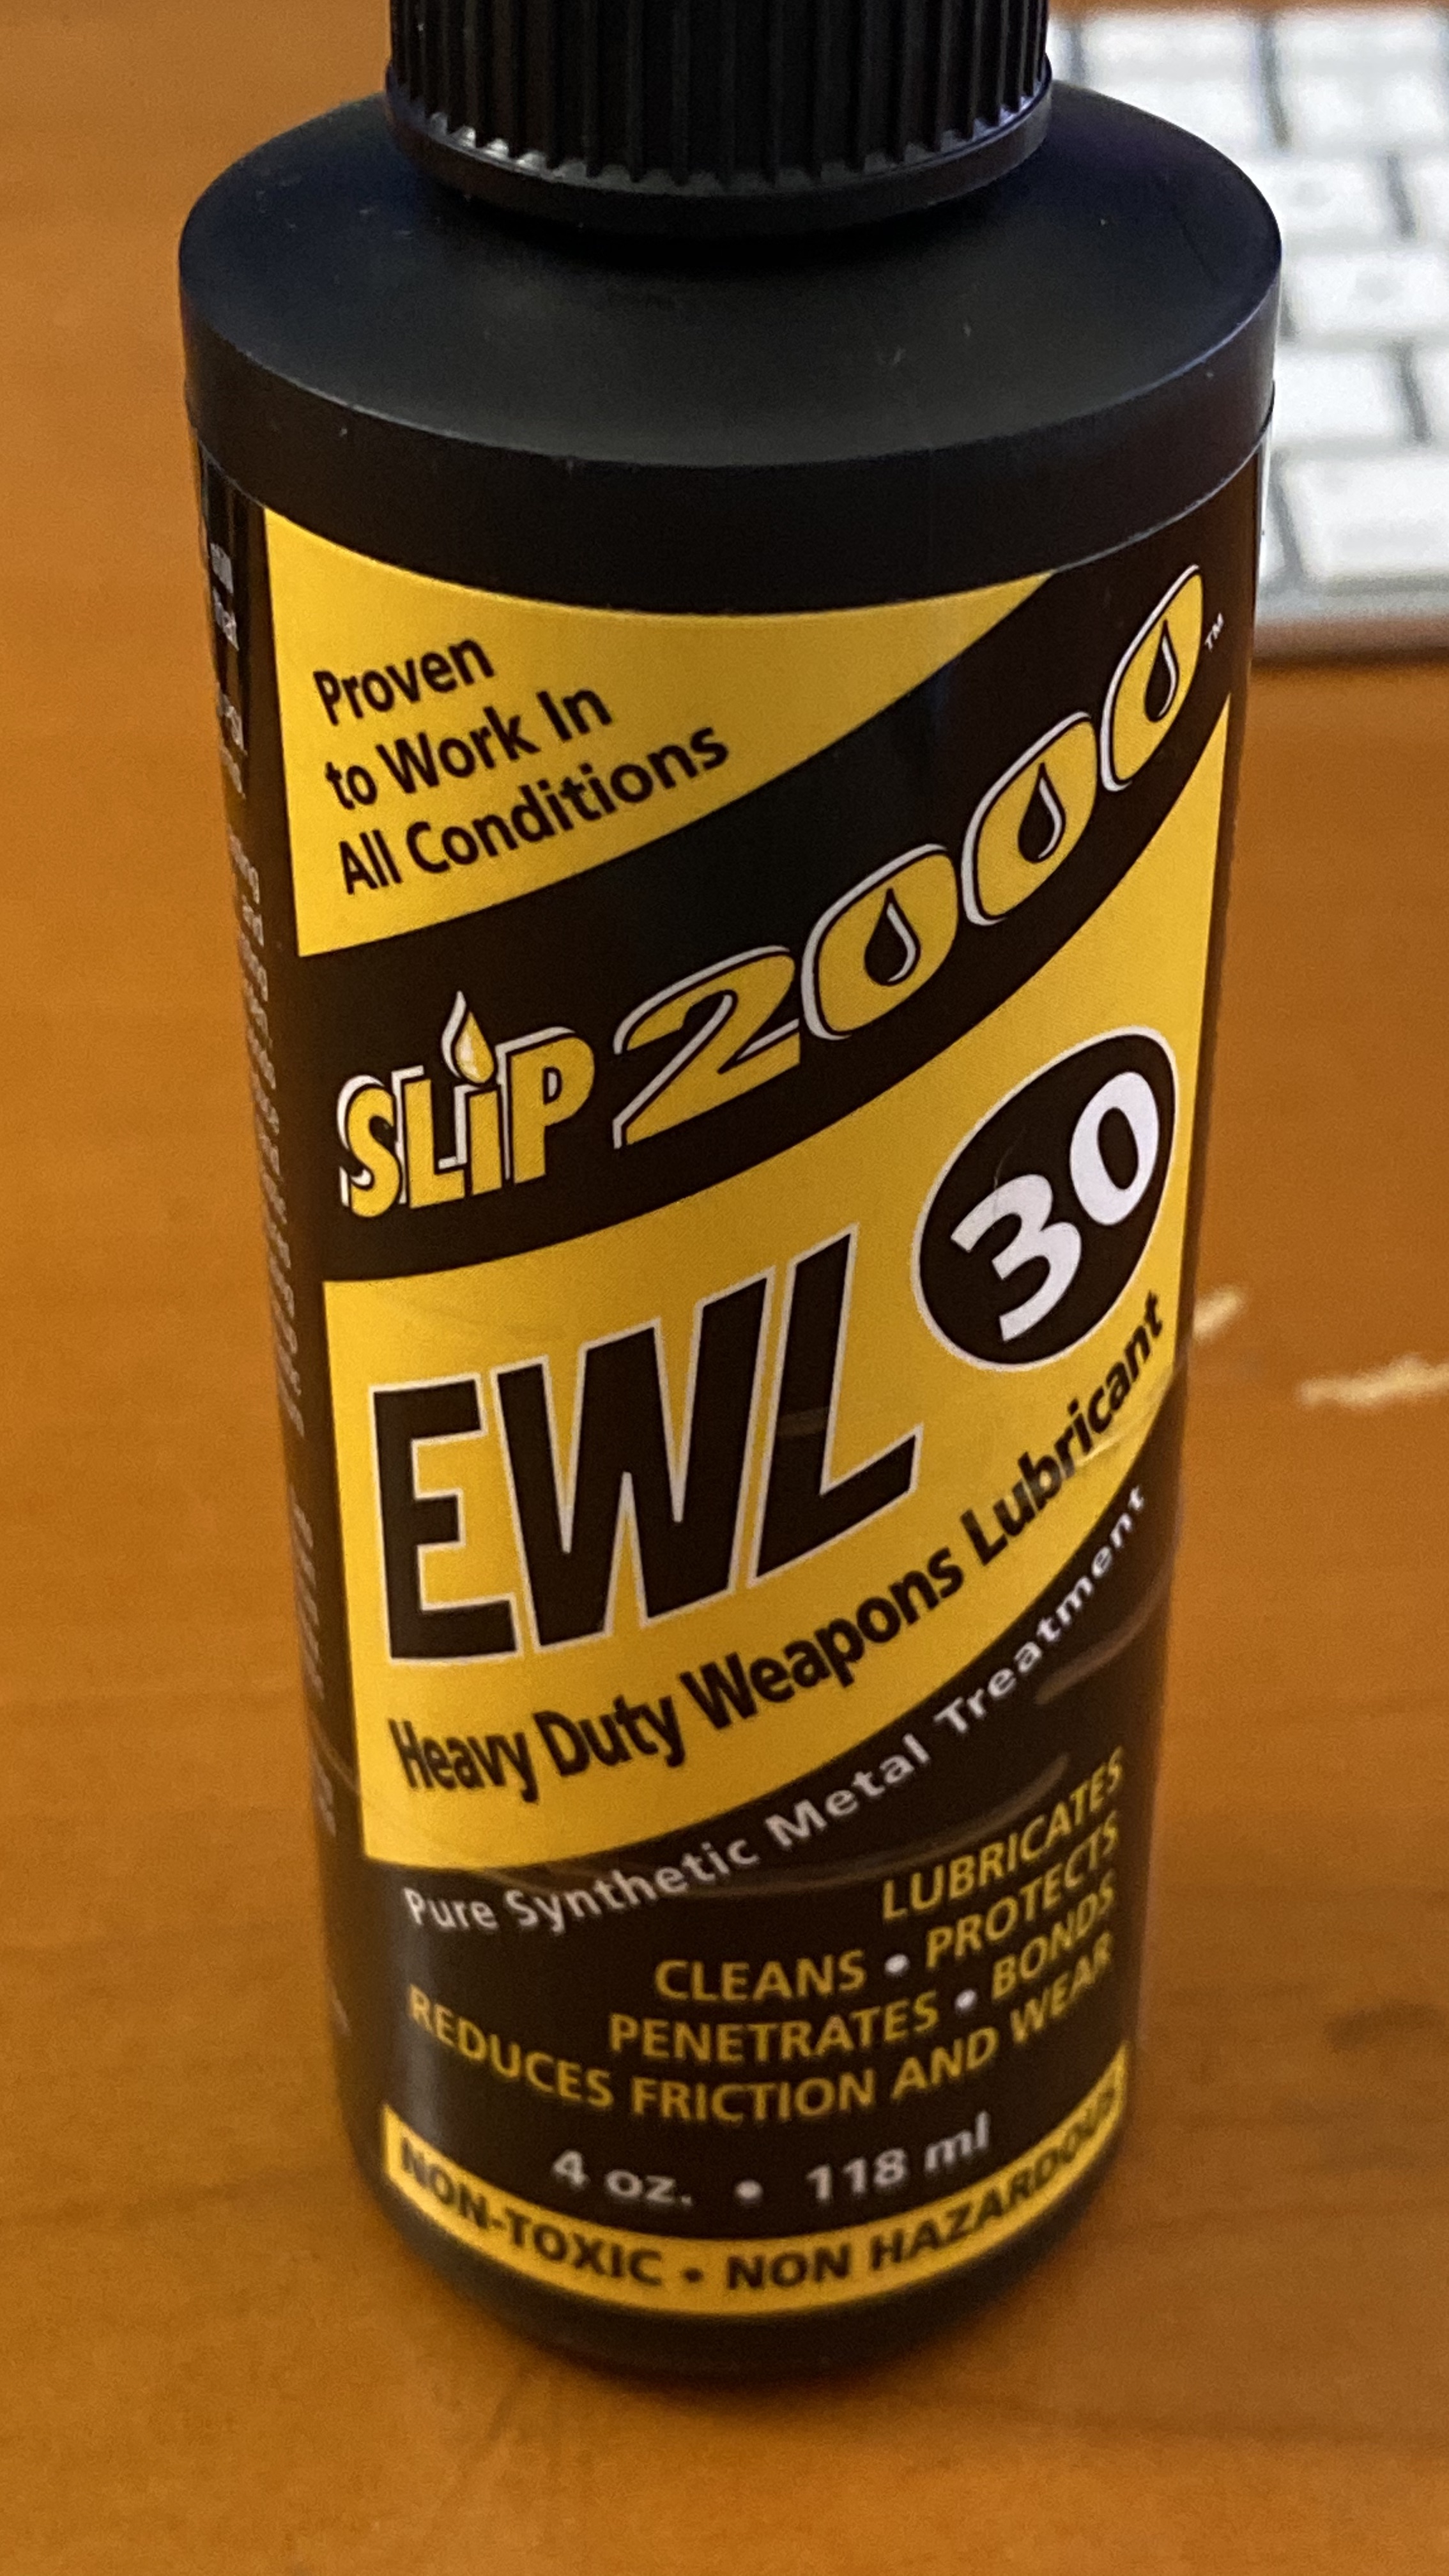 Proven
to Work In
All Conditions
SLiP 2000™
EWL 30
Heavy Duty Weapons Lubricant
Pure Synthetic Metal Treatment
LUBRICATES
CLEANS • PROTECTS
PENETRATES • BONDS
REDUCES FRICTION AND WEAR
4 oz. • 118 ml
NON-TOXIC • NON HAZARDOUS